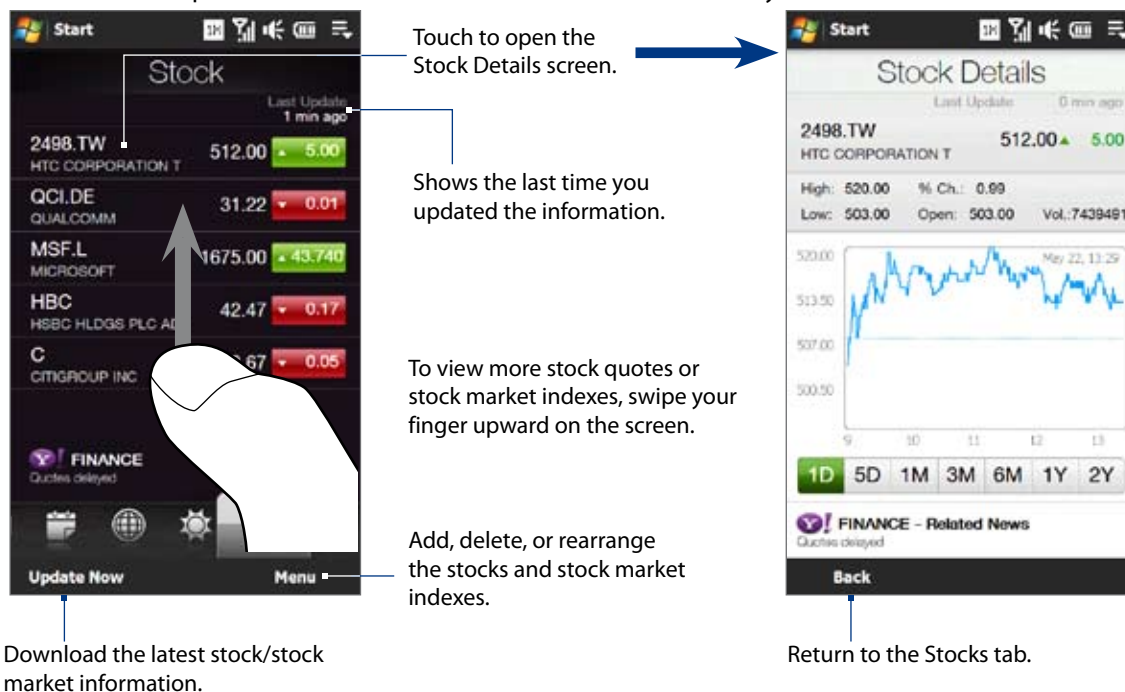 Start
Stock
Last Update
1 min ago
2498.TW
HTC CORPORATION T
512.00
5.00
QCI.DE
QUALCOMM
31.22
0.01
MSF.L
MICROSOFT
1675.00
43.740
HBC
HSBC HLDGS PLC AD
42.47
0.17
C
CITIGROUP INC
67
0.05
Y! FINANCE
Quotes delayed
Update Now
Menu
Touch to open the
Stock Details screen.
Shows the last time you
updated the information.
To view more stock quotes or
stock market indexes, swipe your
finger upward on the screen.
Add, delete, or rearrange
the stocks and stock market
indexes.
Download the latest stock/stock
market information.
Start
Stock Details
Last Update 0 min ago
2498.TW
HTC CORPORATION T
512.00 5.00
High: 520.00 % Ch.: 0.99
Low: 503.00 Open: 503.00 Vol.:7439491
May 22, 13:29
520.00
513.50
507.00
500.50
9 10 11 12 13
1D 5D 1M 3M 6M 1Y 2Y
Y! FINANCE - Related News
Quotes delayed
Back
Return to the Stocks tab.